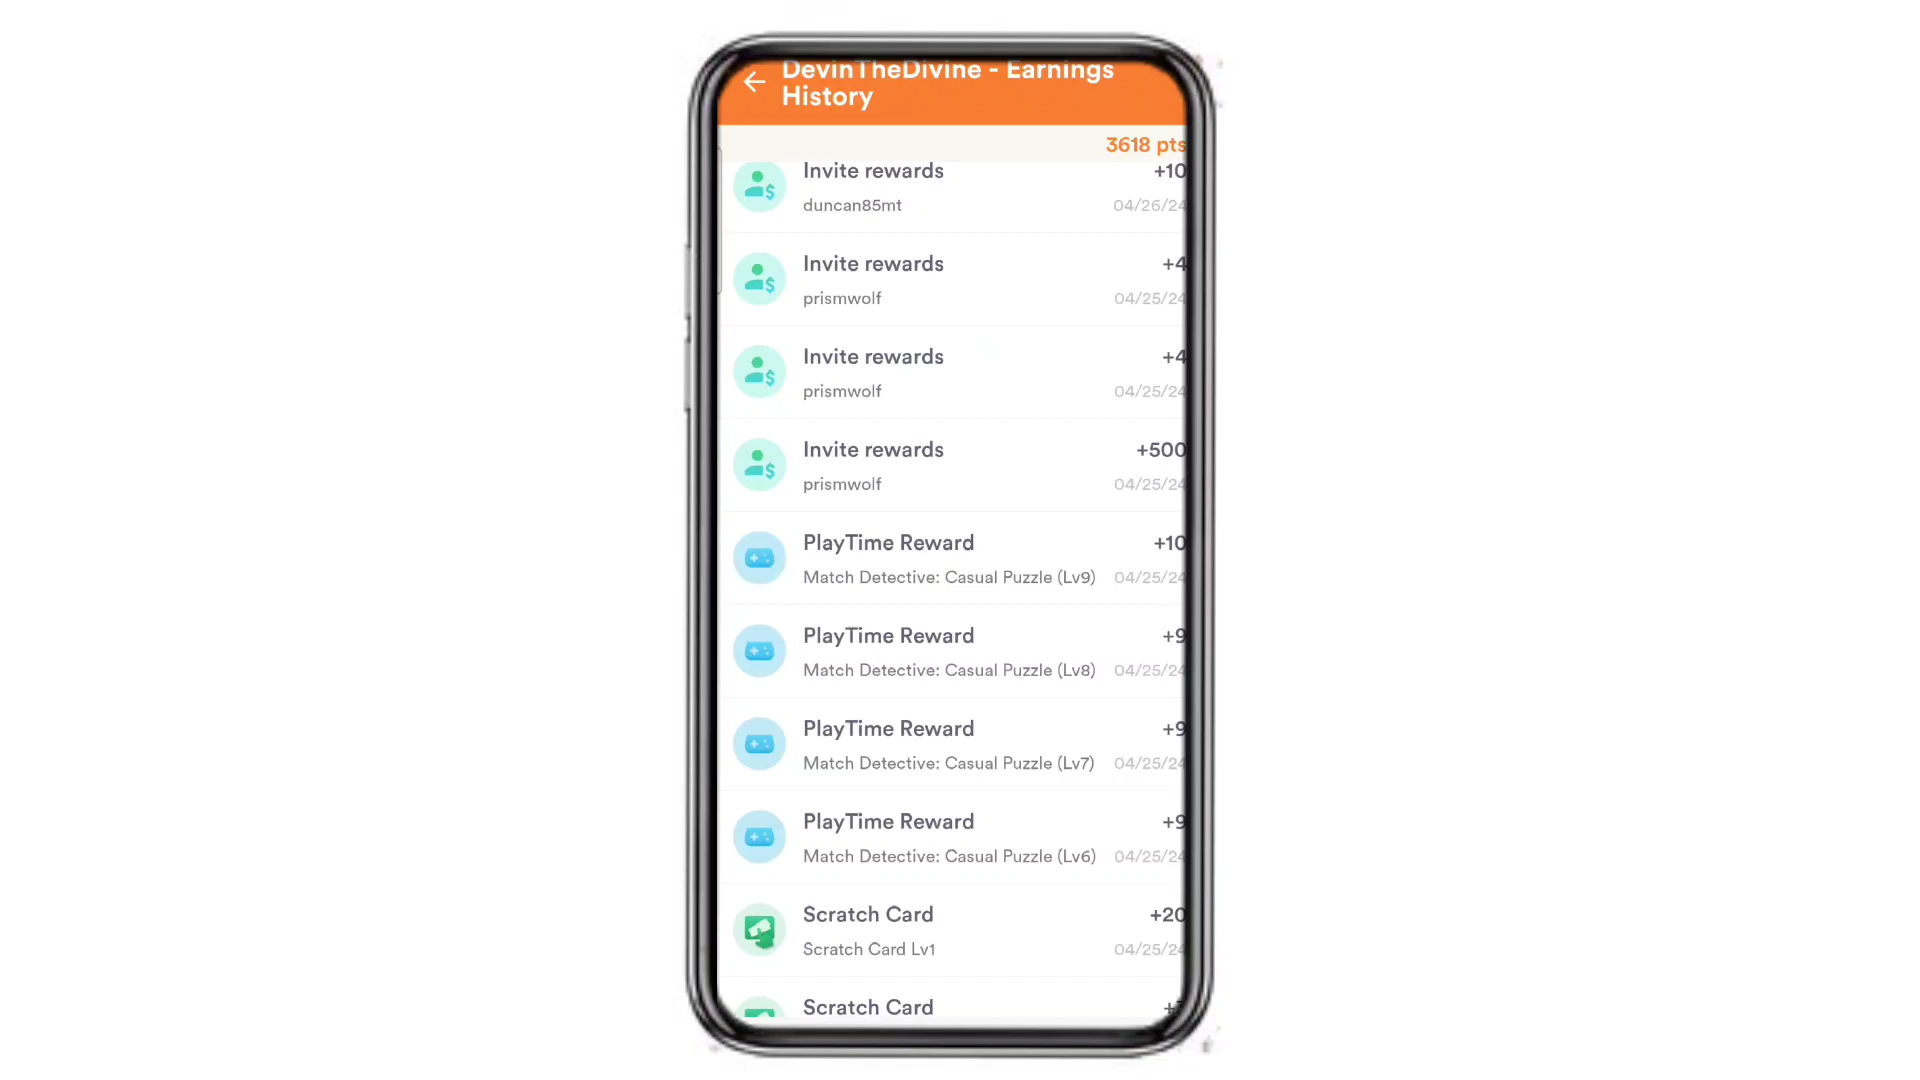 DevinTheDivine - Earnings
History
3618 pts
Invite rewards +10
duncan85mt 04/26/24
Invite rewards +4
prismwolf 04/25/24
Invite rewards +4
prismwolf 04/25/24
Invite rewards +500
prismwolf 04/25/24
PlayTime Reward +10
Match Detective: Casual Puzzle (Lv9) 04/25/24
PlayTime Reward +9
Match Detective: Casual Puzzle (Lv8) 04/25/24
PlayTime Reward +9
Match Detective: Casual Puzzle (Lv7) 04/25/24
PlayTime Reward +9
Match Detective: Casual Puzzle (Lv6) 04/25/24
Scratch Card +20
Scratch Card Lv1 04/25/24
Scratch Card